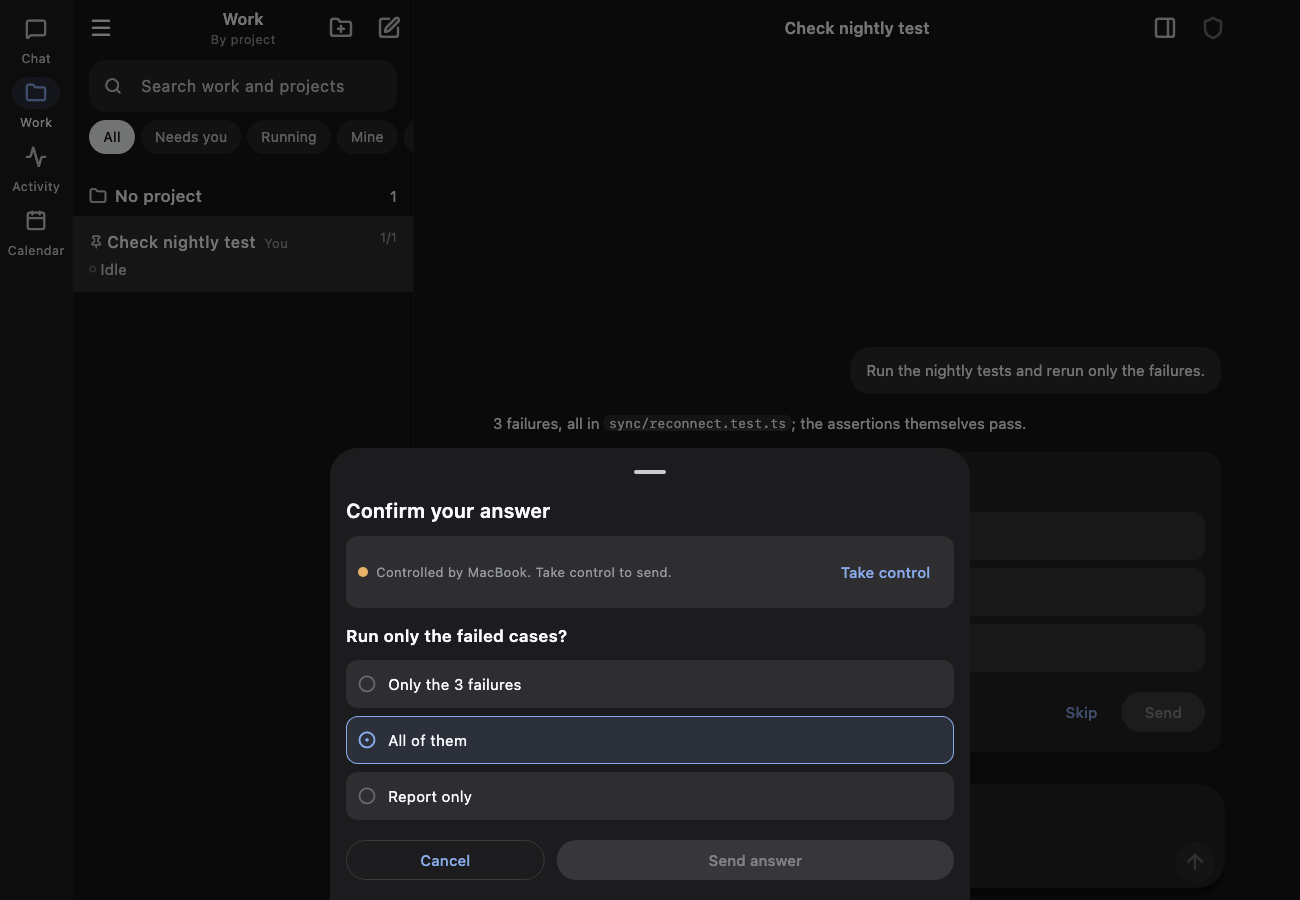 Chat
Work
Activity
Calendar
Work
By project
Search work and projects
All
Needs you
Running
Mine
No project
1
Check nightly test You
1/1
Idle
Check nightly test
Run the nightly tests and rerun only the failures.
3 failures, all in sync/reconnect.test.ts; the assertions themselves pass.
Skip
Send
Confirm your answer
Controlled by MacBook. Take control to send.
Take control
Run only the failed cases?
Only the 3 failures
All of them
Report only
Cancel
Send answer